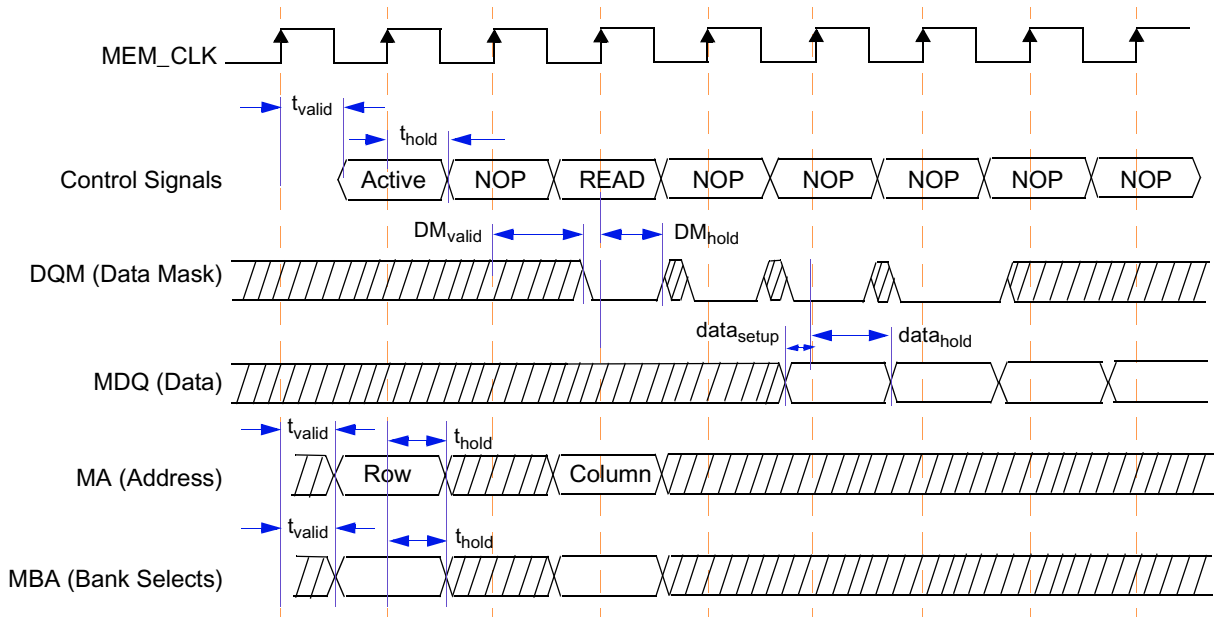 MEM_CLK
tvalid
thold
Control Signals
Active NOP READ NOP NOP NOP NOP NOP
DMvalid
DMhold
DQM (Data Mask)
datasetup
datahold
MDQ (Data)
tvalid
thold
MA (Address)
Row Column
tvalid
thold
MBA (Bank Selects)